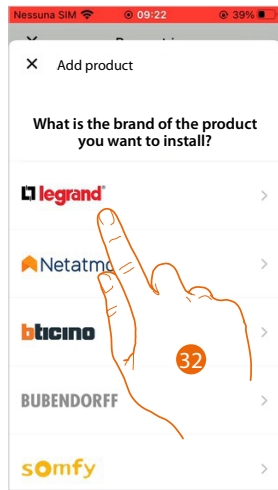 Nessuna SIM 09:22 39%
Add product
What is the brand of the product
you want to install?
legrand
Netatmo
bticino
32
BUBENDORFF
somfy